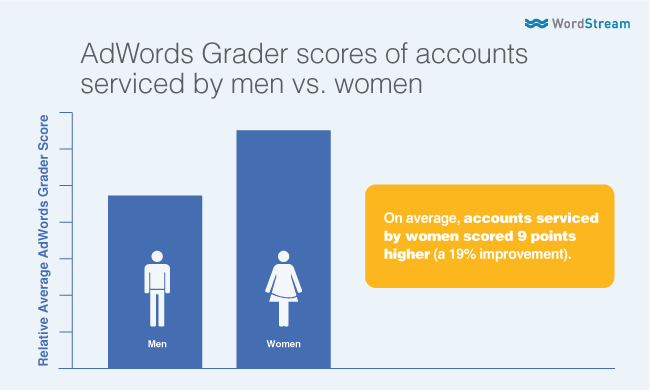 WordStream
AdWords Grader scores of accounts
serviced by men vs. women
Relative Average AdWords Grader Score
Men
Women
On average, accounts serviced
by women scored 9 points
higher (a 19% improvement).